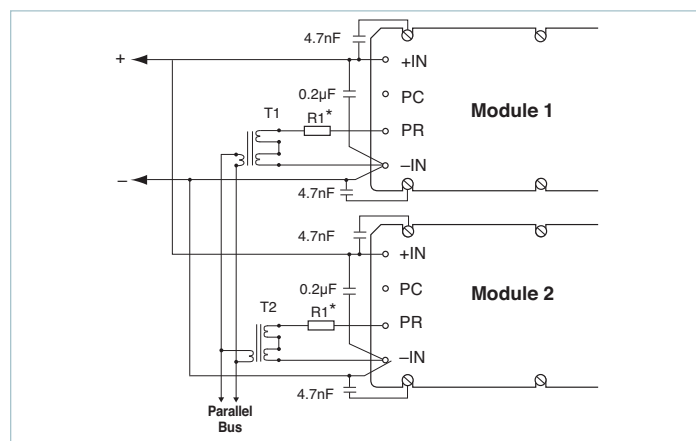 4.7nF
+
+IN
0.2µF
PC
Module 1
T1
R1*
PR
–IN
–
4.7nF
4.7nF
+IN
0.2µF
PC
Module 2
T2
R1*
PR
–IN
4.7nF
Parallel
Bus